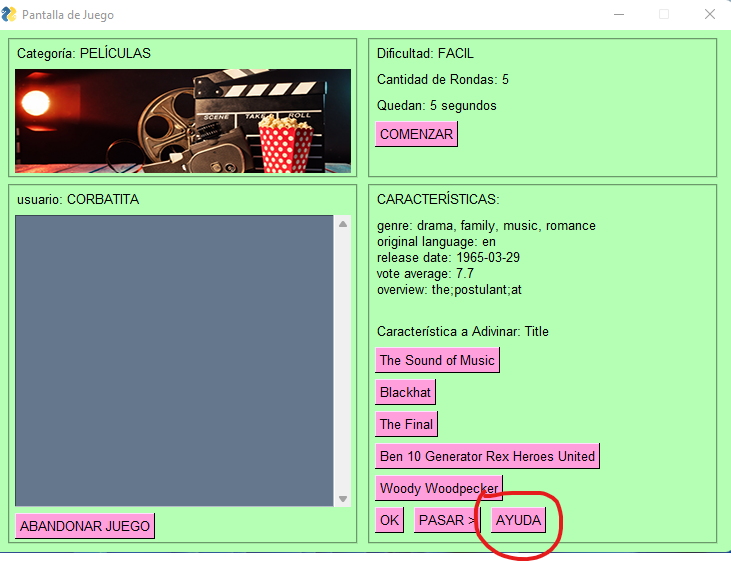 Pantalla de Juego
Categoría: PELÍCULAS
SCENE TAKE ROLL
usuario: CORBATITA
ABANDONAR JUEGO
Dificultad: FACIL
Cantidad de Rondas: 5
Quedan: 5 segundos
COMENZAR
CARACTERÍSTICAS:
genre: drama, family, music, romance
original language: en
release date: 1965-03-29
vote average: 7.7
overview: the;postulant;at
Característica a Adivinar: Title
The Sound of Music
Blackhat
The Final
Ben 10 Generator Rex Heroes United
Woody Woodpecker
OK PASAR > AYUDA